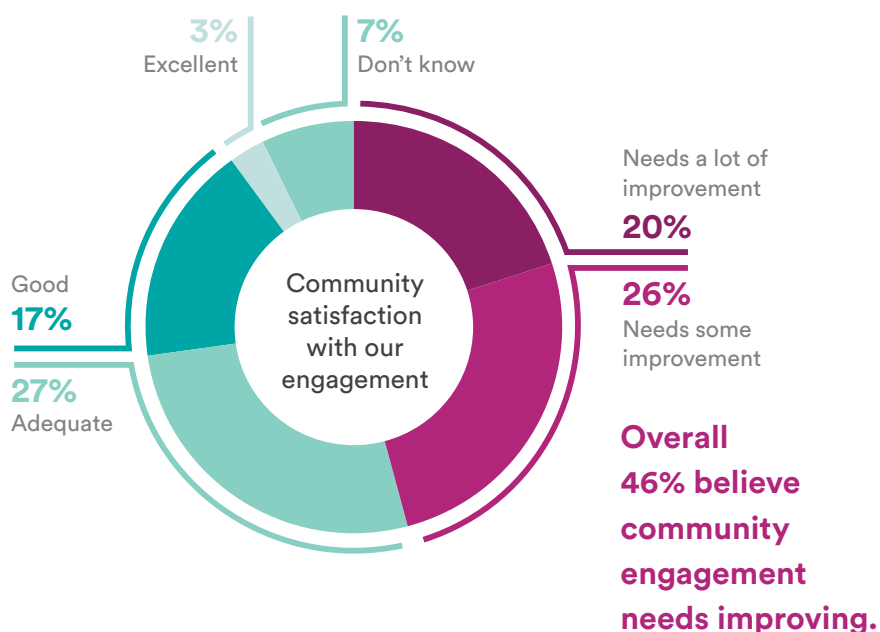 3%
Excellent
7%
Don't know
Needs a lot of
improvement
20%
26%
Needs some
improvement
Good
17%
27%
Adequate
Community
satisfaction
with our
engagement
Overall
46% believe
community
engagement
needs improving.